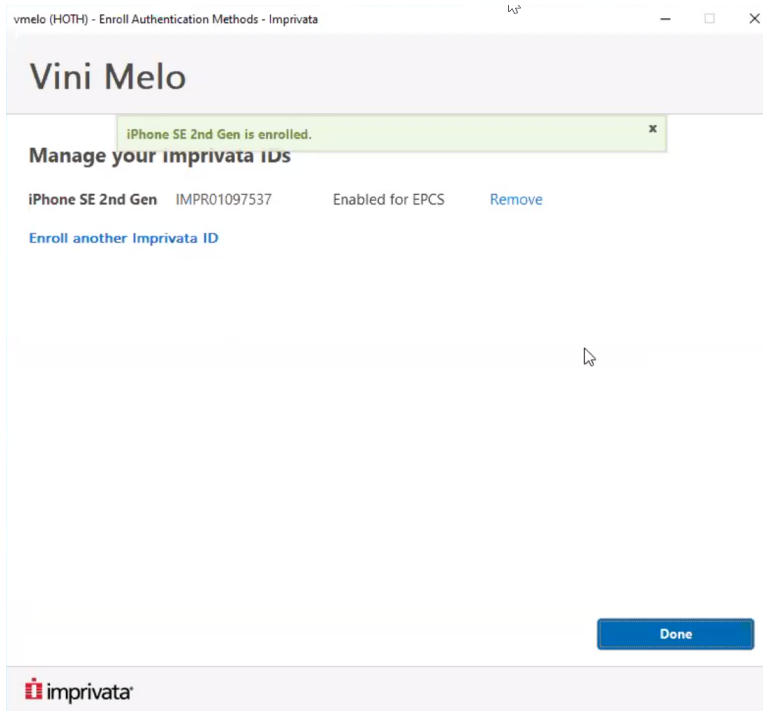 vmelo (HOTH) - Enroll Authentication Methods - Imprivata
Vini Melo
iPhone SE 2nd Gen is enrolled.
x
Manage your Imprivata IDs
iPhone SE 2nd Gen IMPR01097537 Enabled for EPCS Remove
Enroll another Imprivata ID
Done
imprivata